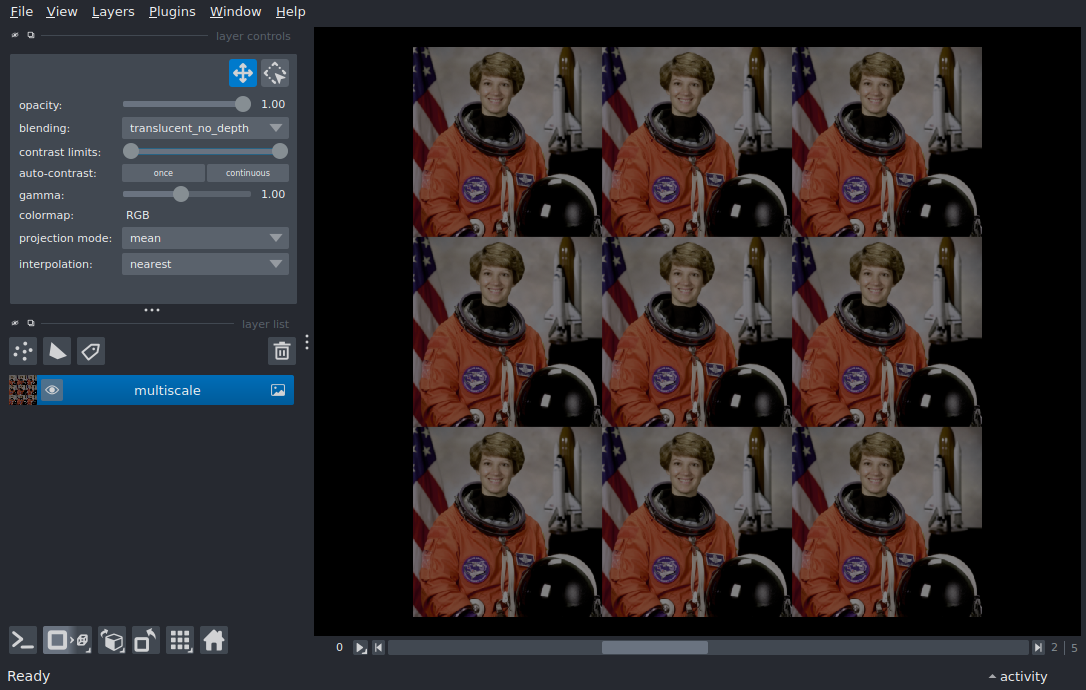 File View Layers Plugins Window Help
layer controls
opacity: 1.00
blending: translucent_no_depth
contrast limits:
auto-contrast: once continuous
gamma: 1.00
colormap: RGB
projection mode: mean
interpolation: nearest
layer list
multiscale
0 2 | 5
Ready activity